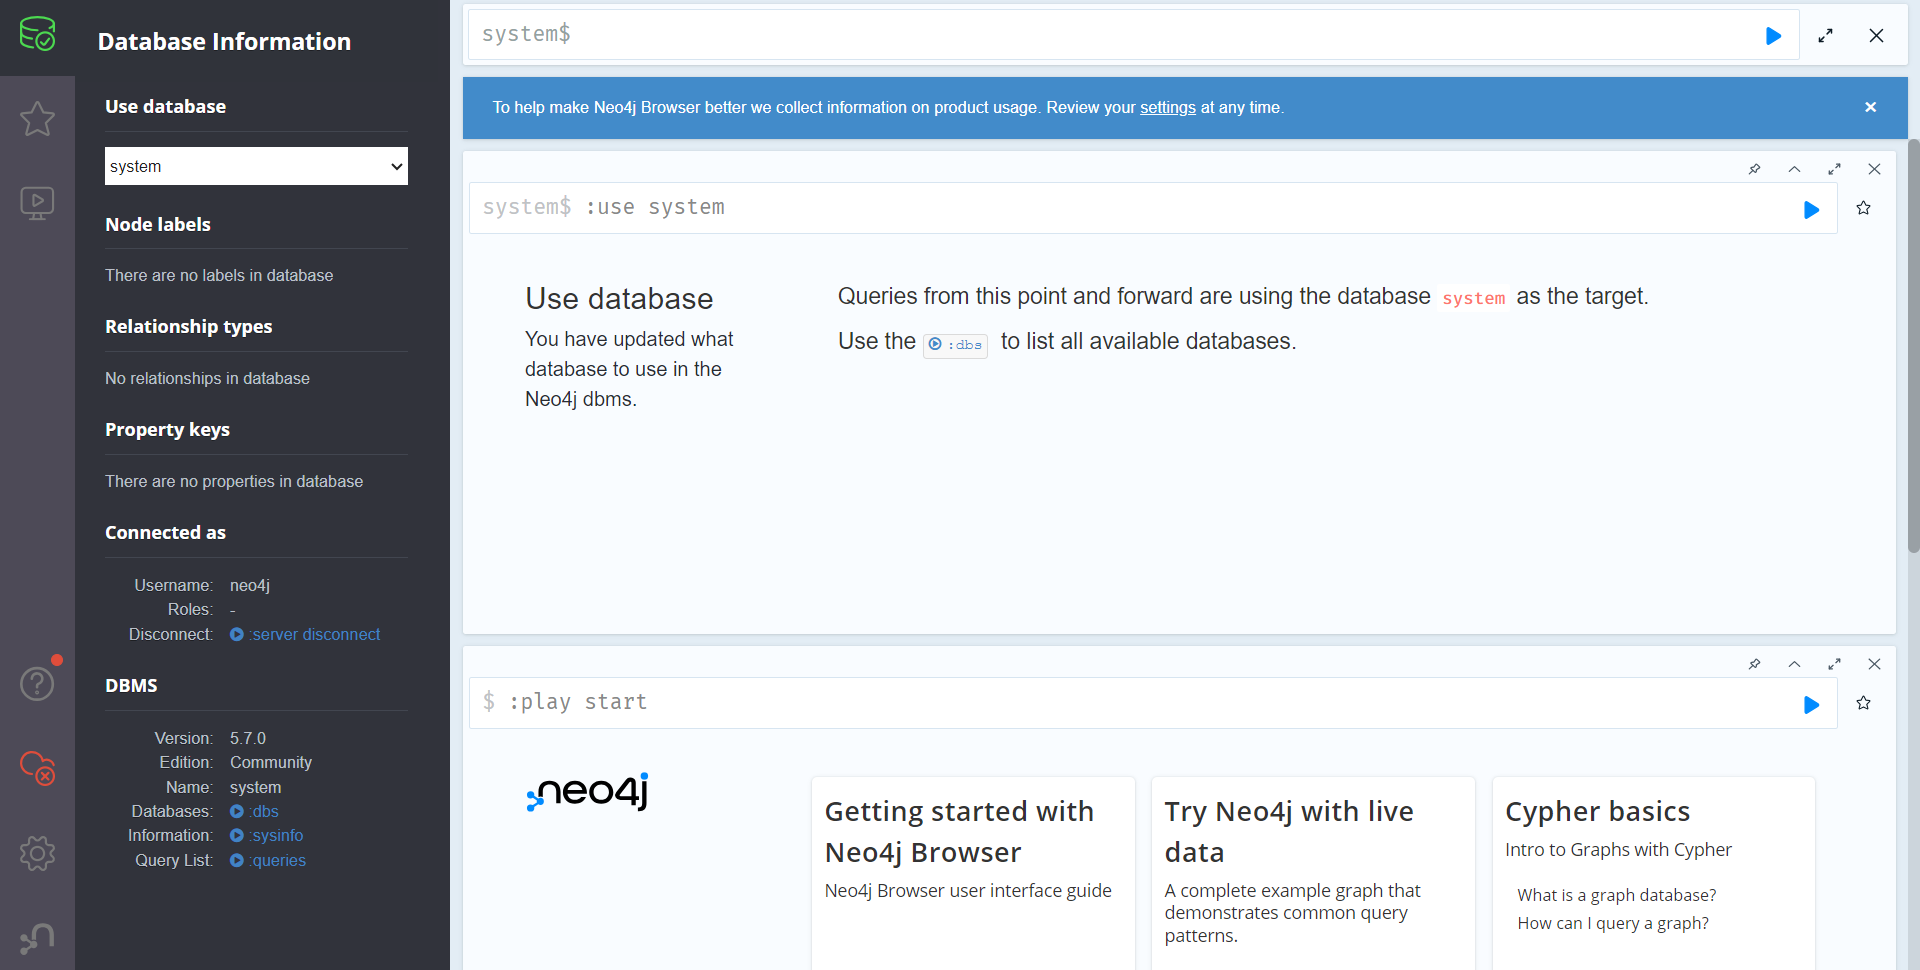 Database Information
Use database
system
Node labels
There are no labels in database
Relationship types
No relationships in database
Property keys
There are no properties in database
Connected as
Username: neo4j
Roles: -
Disconnect: :server disconnect
DBMS
Version: 5.7.0
Edition: Community
Name: system
Databases: :dbs
Information: :sysinfo
Query List: :queries
system$
To help make Neo4j Browser better we collect information on product usage. Review your settings at any time.
system$ :use system
Use database
You have updated what
database to use in the
Neo4j dbms.
Queries from this point and forward are using the database system as the target.
Use the :dbs to list all available databases.
$ :play start
neo4j
Getting started with
Neo4j Browser
Neo4j Browser user interface guide
Try Neo4j with live
data
A complete example graph that
demonstrates common query
patterns.
Cypher basics
Intro to Graphs with Cypher
What is a graph database?
How can I query a graph?